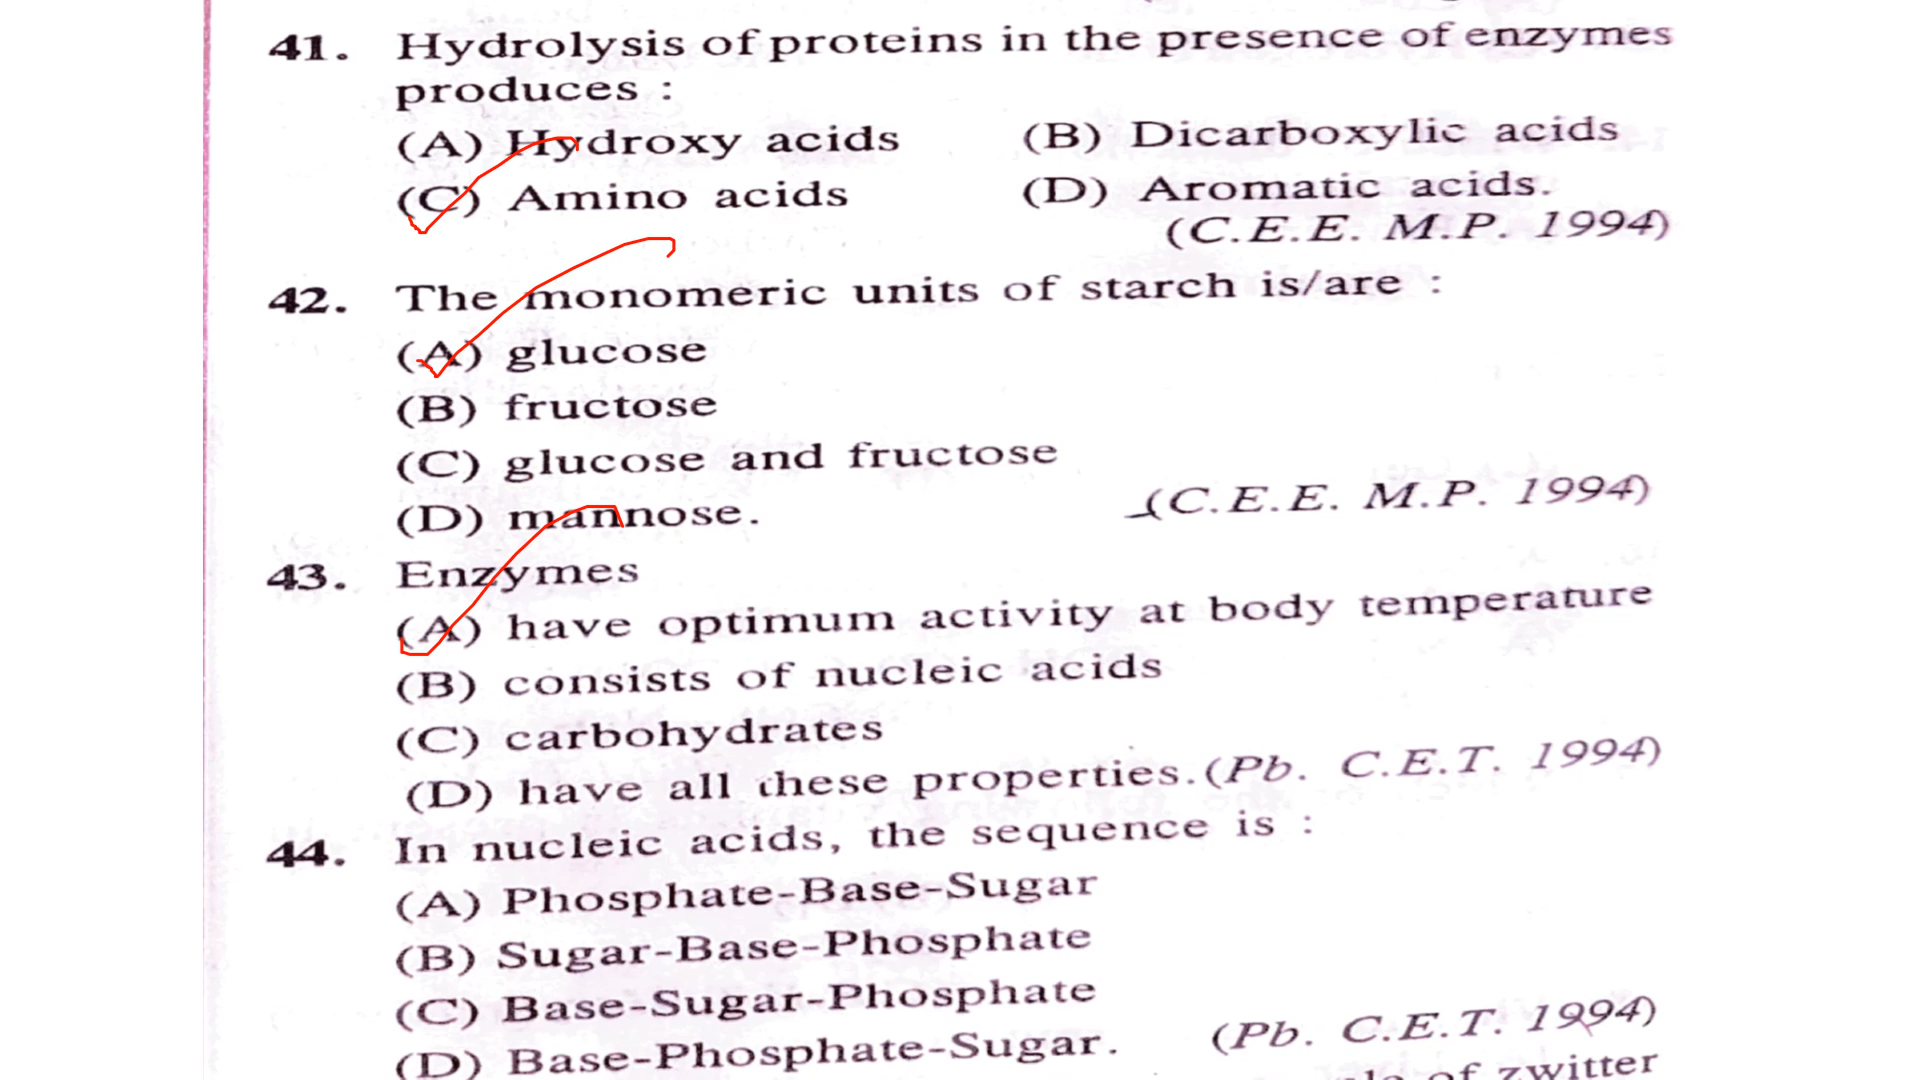 41. Hydrolysis of proteins in the presence of enzymes
produces :
(A) Hydroxy acids (B) Dicarboxylic acids
(C) Amino acids (D) Aromatic acids.
(C.E.E. M.P. 1994)
42. The monomeric units of starch is/are :
(A) glucose
(B) fructose
(C) glucose and fructose
(D) mannose. (C.E.E. M.P. 1994)
43. Enzymes
(A) have optimum activity at body temperature
(B) consists of nucleic acids
(C) carbohydrates
(D) have all these properties. (Pb. C.E.T. 1994)
44. In nucleic acids, the sequence is :
(A) Phosphate-Base-Sugar
(B) Sugar-Base-Phosphate
(C) Base-Sugar-Phosphate
(D) Base-Phosphate-Sugar. (Pb. C.E.T. 1994)
of zwitter